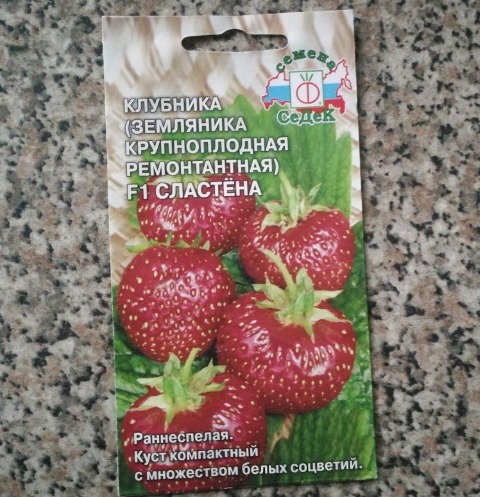 семена
СеДеК
КЛУБНИКА
(ЗЕМЛЯНИКА
КРУПНОПЛОДНАЯ
РЕМОНТАНТНАЯ)
F1 СЛАСТЁНА
Раннеспелая.
Куст компактный
с множеством белых соцветий.